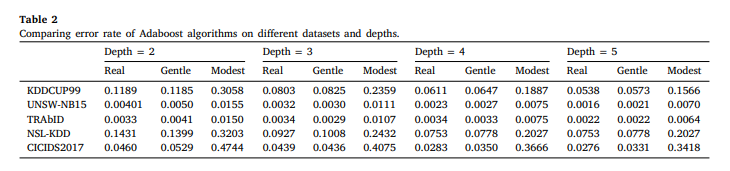 Table 2
Comparing error rate of Adaboost algorithms on different datasets and depths.
Depth = 2 Depth = 3 Depth = 4 Depth = 5
Real Gentle Modest Real Gentle Modest Real Gentle Modest Real Gentle Modest
KDDCUP99 0.1189 0.1185 0.3058 0.0803 0.0825 0.2359 0.0611 0.0647 0.1887 0.0538 0.0573 0.1566
UNSW-NB15 0.00401 0.0050 0.0155 0.0032 0.0030 0.0111 0.0023 0.0027 0.0075 0.0016 0.0021 0.0070
TRAbID 0.0033 0.0041 0.0150 0.0034 0.0029 0.0107 0.0034 0.0033 0.0075 0.0022 0.0022 0.0064
NSL-KDD 0.1431 0.1399 0.3203 0.0927 0.1008 0.2432 0.0753 0.0778 0.2027 0.0753 0.0778 0.2027
CICIDS2017 0.0460 0.0529 0.4744 0.0439 0.0436 0.4075 0.0283 0.0350 0.3666 0.0276 0.0331 0.3418